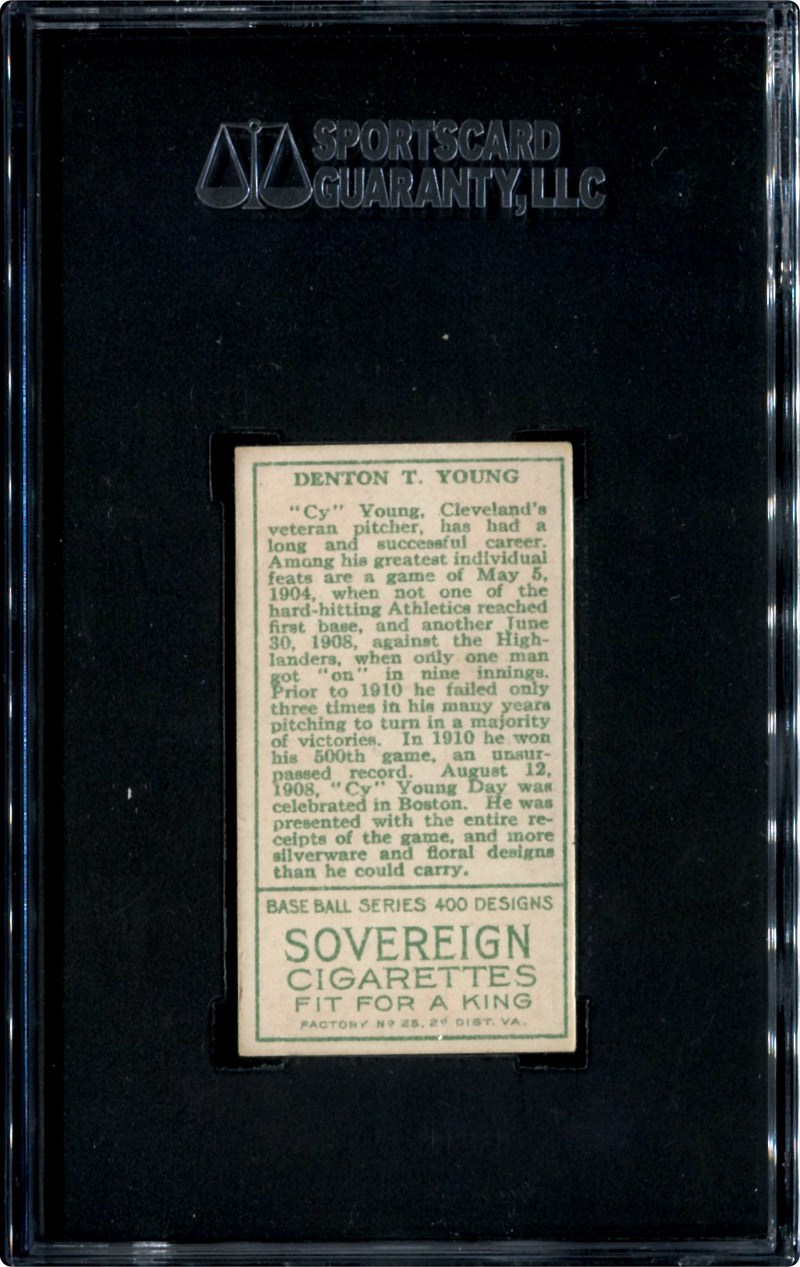 SPORTSCARD
GUARANTY, LLC
DENTON T. YOUNG
"Cy" Young, Cleveland's
veteran pitcher, has had a
long and successful career.
Among his greatest individual
feats are a game of May 5,
1904, when not one of the
hard-hitting Athletics reached
first base, and another June
30, 1908, against the High-
landers, when only one man
got "on" in nine innings.
Prior to 1910 he failed only
three times in his many years
pitching to turn in a majority
of victories. In 1910 he won
his 500th game, an unsur-
passed record. August 12,
1908, "Cy" Young Day was
celebrated in Boston. He was
presented with the entire re-
ceipts of the game, and more
silverware and floral designs
than he could carry.
BASE BALL SERIES 400 DESIGNS
SOVEREIGN
CIGARETTES
FIT FOR A KING
FACTORY Nº 25, 2ᵈ DIST. VA.